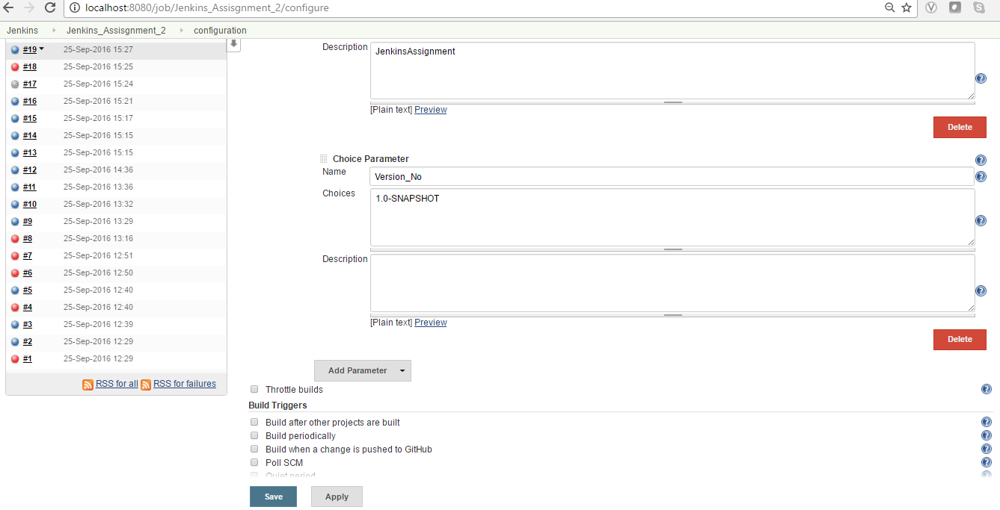 localhost:8080/job/Jenkins_Assisgnment_2/configure
Jenkins Jenkins_Assisgnment_2 configuration
#19 25-Sep-2016 15:27
#18 25-Sep-2016 15:25
#17 25-Sep-2016 15:24
#16 25-Sep-2016 15:21
#15 25-Sep-2016 15:17
#14 25-Sep-2016 15:15
#13 25-Sep-2016 15:15
#12 25-Sep-2016 14:36
#11 25-Sep-2016 13:36
#10 25-Sep-2016 13:32
#9 25-Sep-2016 13:29
#8 25-Sep-2016 13:16
#7 25-Sep-2016 12:51
#6 25-Sep-2016 12:50
#5 25-Sep-2016 12:40
#4 25-Sep-2016 12:40
#3 25-Sep-2016 12:39
#2 25-Sep-2016 12:29
#1 25-Sep-2016 12:29
RSS for all RSS for failures
Description JenkinsAssignment
[Plain text] Preview
Delete
Choice Parameter
Name Version_No
Choices 1.0-SNAPSHOT
Description
[Plain text] Preview
Delete
Add Parameter
Throttle builds
Build Triggers
Build after other projects are built
Build periodically
Build when a change is pushed to GitHub
Poll SCM
Quiet period
Save Apply